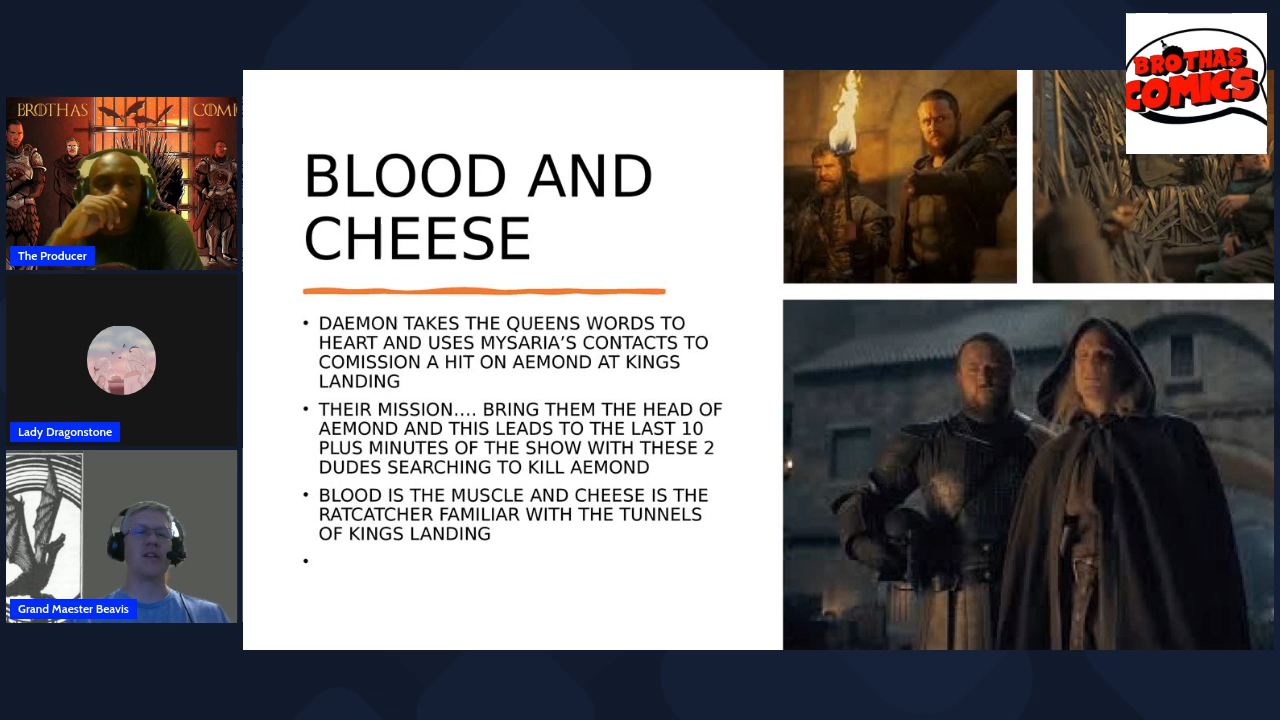 BROTHAS COMI
The Producer
Lady Dragonstone
Grand Maester Beavis
BLOOD AND
CHEESE
• DAEMON TAKES THE QUEENS WORDS TO
HEART AND USES MYSARIA’S CONTACTS TO
COMISSION A HIT ON AEMOND AT KINGS
LANDING
• THEIR MISSION.... BRING THEM THE HEAD OF
AEMOND AND THIS LEADS TO THE LAST 10
PLUS MINUTES OF THE SHOW WITH THESE 2
DUDES SEARCHING TO KILL AEMOND
• BLOOD IS THE MUSCLE AND CHEESE IS THE
RATCATCHER FAMILIAR WITH THE TUNNELS
OF KINGS LANDING
•
BROTHAS
COMICS